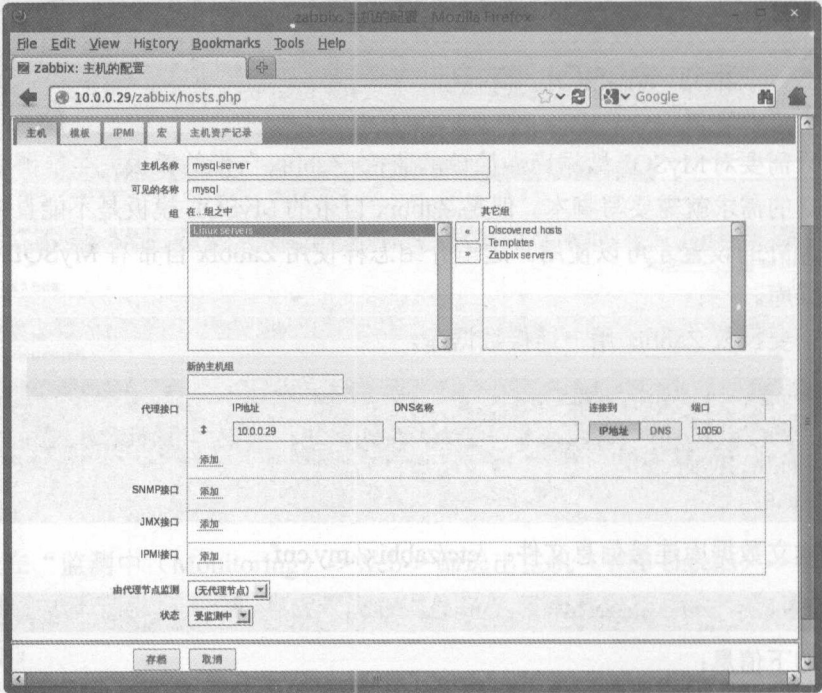 zabbix: 主机的配置 - Mozilla Firefox
File Edit View History Bookmarks Tools Help
zabbix: 主机的配置
10.0.0.29/zabbix/hosts.php
Google
主机 模板 IPMI 宏 主机资产记录
主机名称 mysql-server
可见的名称 mysql
组 在．组之中 其它组
Linux servers
« Discovered hosts
Templates
» Zabbix servers
新的主机组
代理接口 IP地址 DNS名称 连接到 端口
10.0.0.29 IP地址 DNS 10050
添加
SNMP接口 添加
JMX接口 添加
IPMI接口 添加
由代理节点监测 (无代理节点)
状态 受监测中
存档 取消